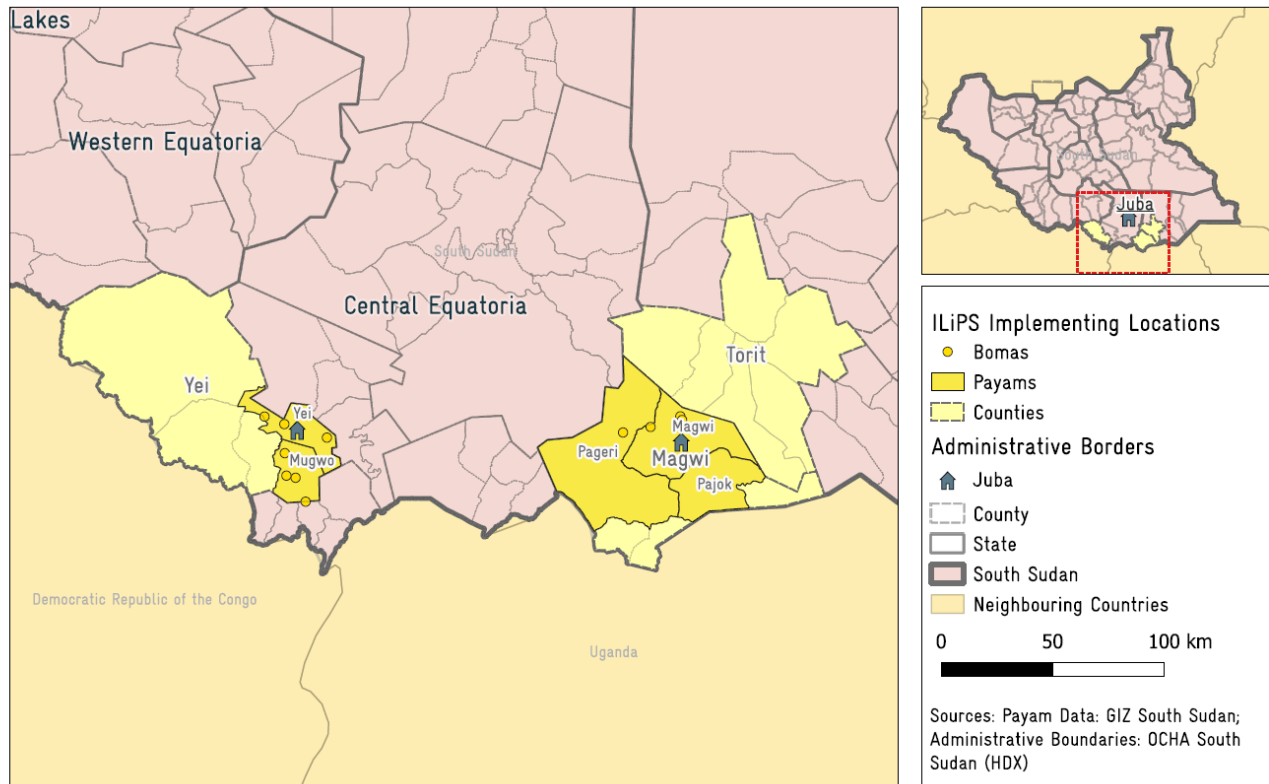 Lakes
Western Equatoria
South Sudan
Central Equatoria
Torit
Yei
Yei
Magwi
Pageri
Mugwo
Magwi
Pajok
Democratic Republic of the Congo
Uganda
South Sudan
Juba
ILiPS Implementing Locations
Bomas
Payams
Counties
Administrative Borders
Juba
County
State
South Sudan
Neighbouring Countries
0 50 100 km
Sources: Payam Data: GIZ South Sudan;
Administrative Boundaries: OCHA South
Sudan (HDX)